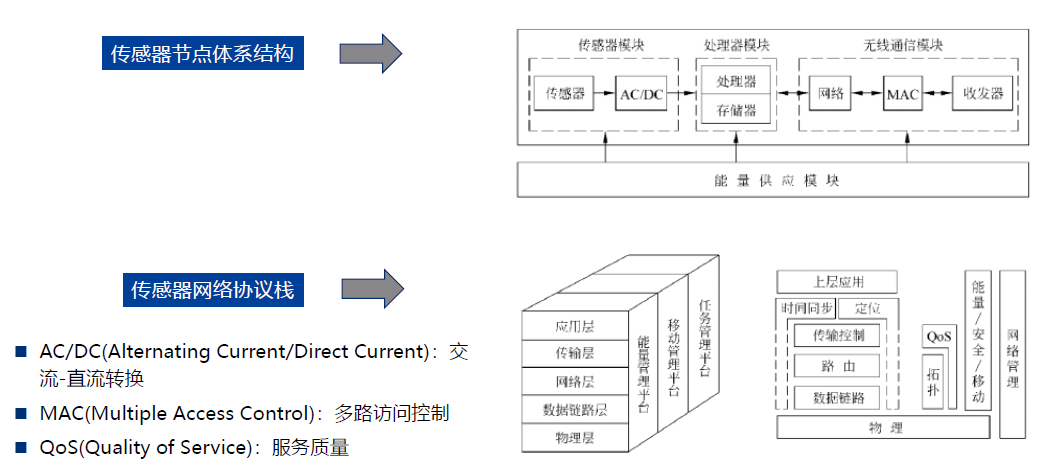 传感器节点体系结构
传感器模块
处理器模块
无线通信模块
传感器
AC/DC
处理器
存储器
网络
MAC
收发器
能量供应模块
传感器网络协议栈
■ AC/DC(Alternating Current/Direct Current)：交
流-直流转换
■ MAC(Multiple Access Control)：多路访问控制
■ QoS(Quality of Service)：服务质量
应用层
传输层
网络层
数据链路层
物理层
能量管理平台
移动管理平台
任务管理平台
上层应用
时间同步
定位
传输控制
路由
数据链路
QoS
拓扑
物理
能量/安全/移动
网络管理